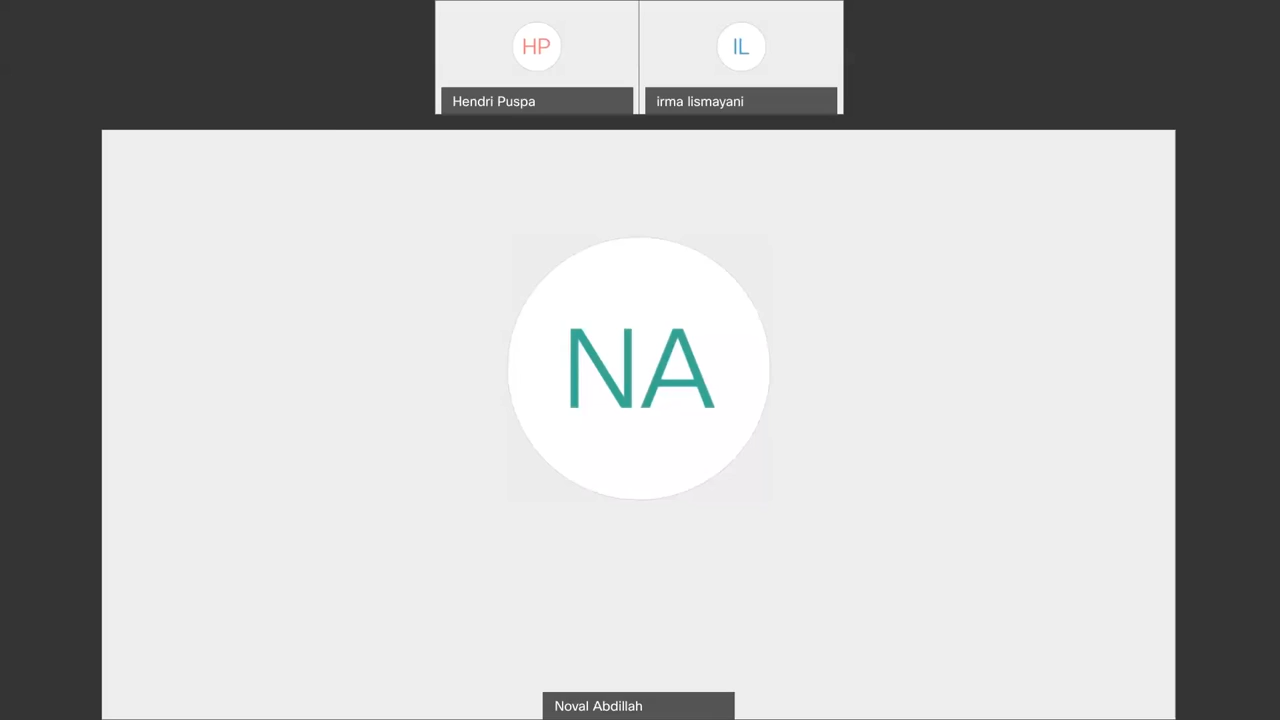 HP
Hendri Puspa
IL
irma lismayani
NA
Noval Abdillah